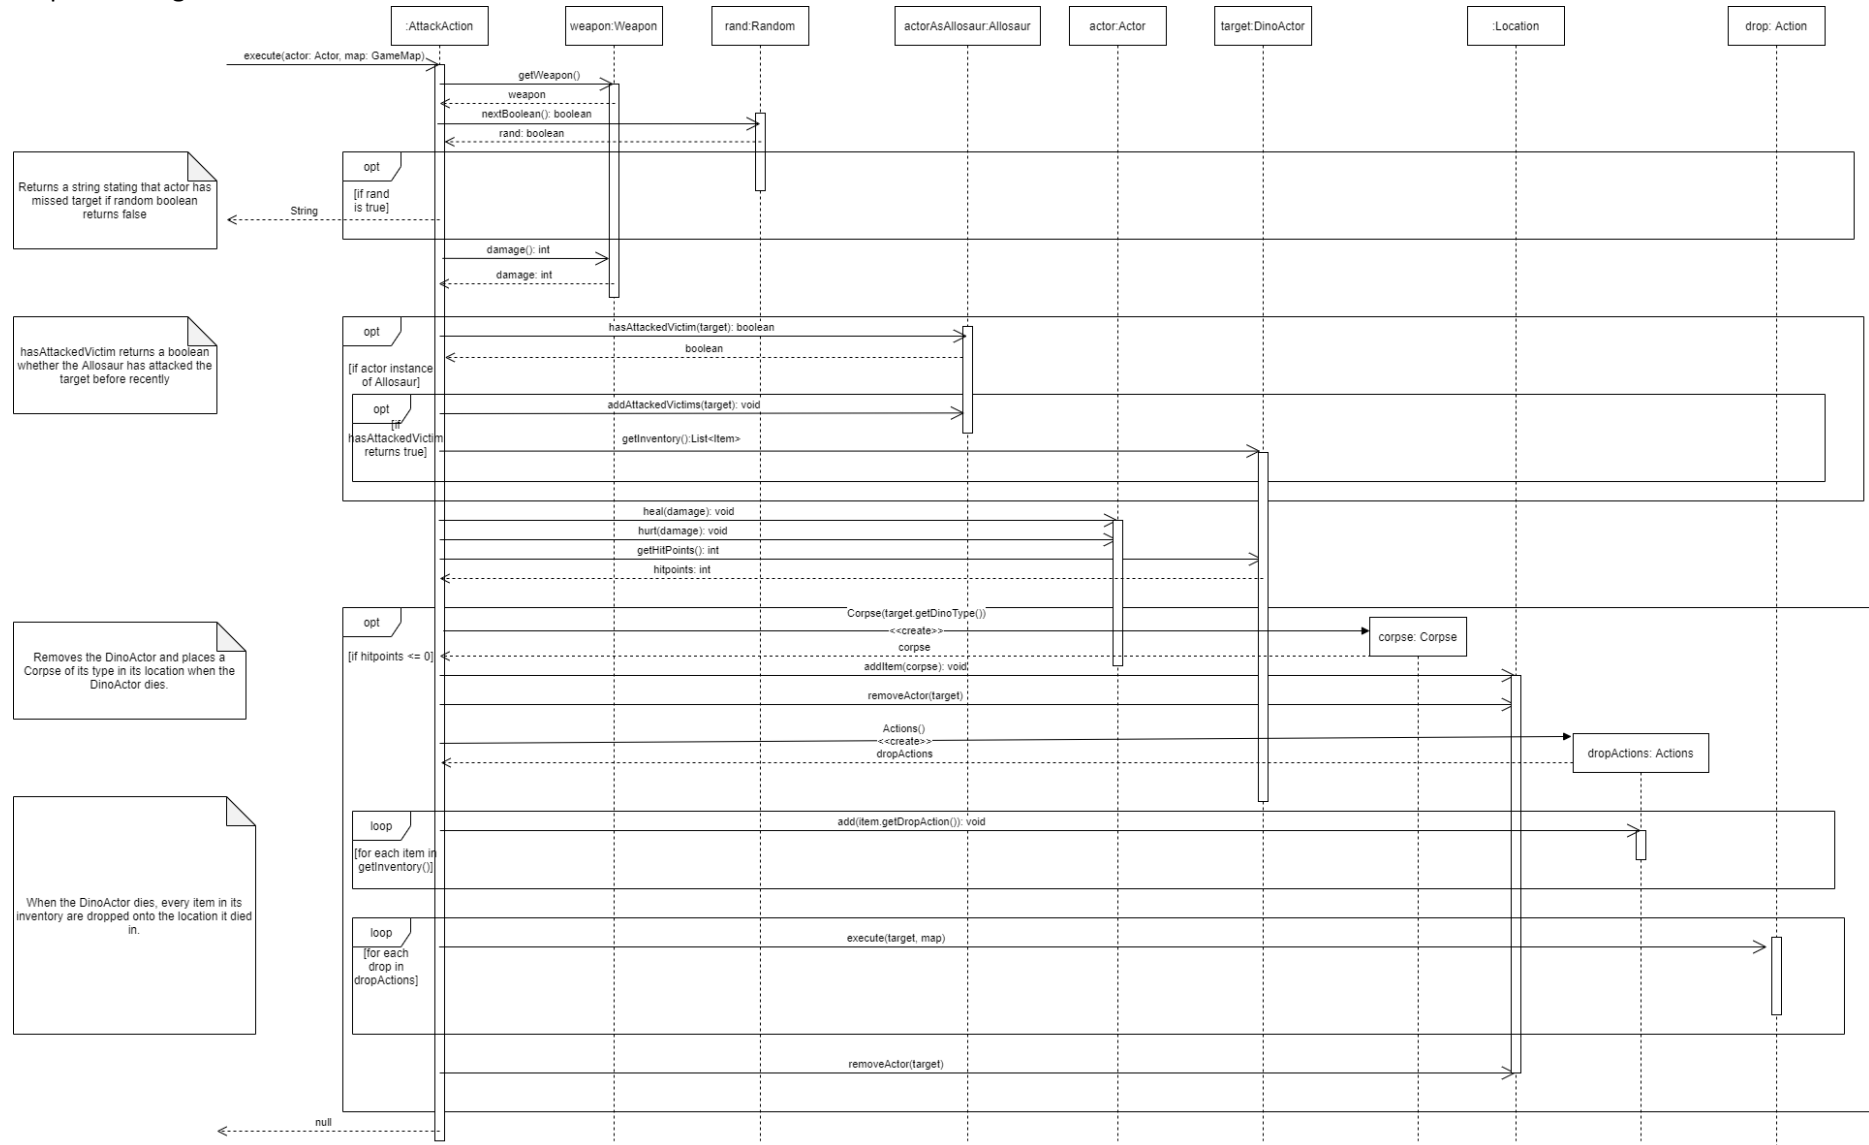 :AttackAction
weapon:Weapon
rand:Random
actorAsAllosaur:Allosaur
actor:Actor
target:DinoActor
:Location
drop: Action
execute(actor: Actor, map: GameMap)
getWeapon()
weapon
nextBoolean(): boolean
rand: boolean
Returns a string stating that actor has
missed target if random boolean
returns false
opt
[if rand
is true]
String
damage(): int
damage: int
hasAttackedVictim returns a boolean
whether the Allosaur has attacked the
target before recently
opt
[if actor instance
of Allosaur]
hasAttackedVictim(target): boolean
boolean
opt
[if
hasAttackedVictim
returns true]
addAttackedVictims(target): void
getInventory():List<Item>
heal(damage): void
hurt(damage): void
getHitPoints(): int
hitpoints: int
Removes the DinoActor and places a
Corpse of its type in its location when the
DinoActor dies.
opt
[if hitpoints <= 0]
Corpse(target.getDinoType())
<<create>>
corpse: Corpse
corpse
addItem(corpse): void
removeActor(target)
Actions()
<<create>>
dropActions
dropActions: Actions
When the DinoActor dies, every item in its
inventory are dropped onto the location it died
in.
loop
[for each item in
getInventory()]
add(item.getDropAction()): void
loop
[for each
drop in
dropActions]
execute(target, map)
removeActor(target)
null